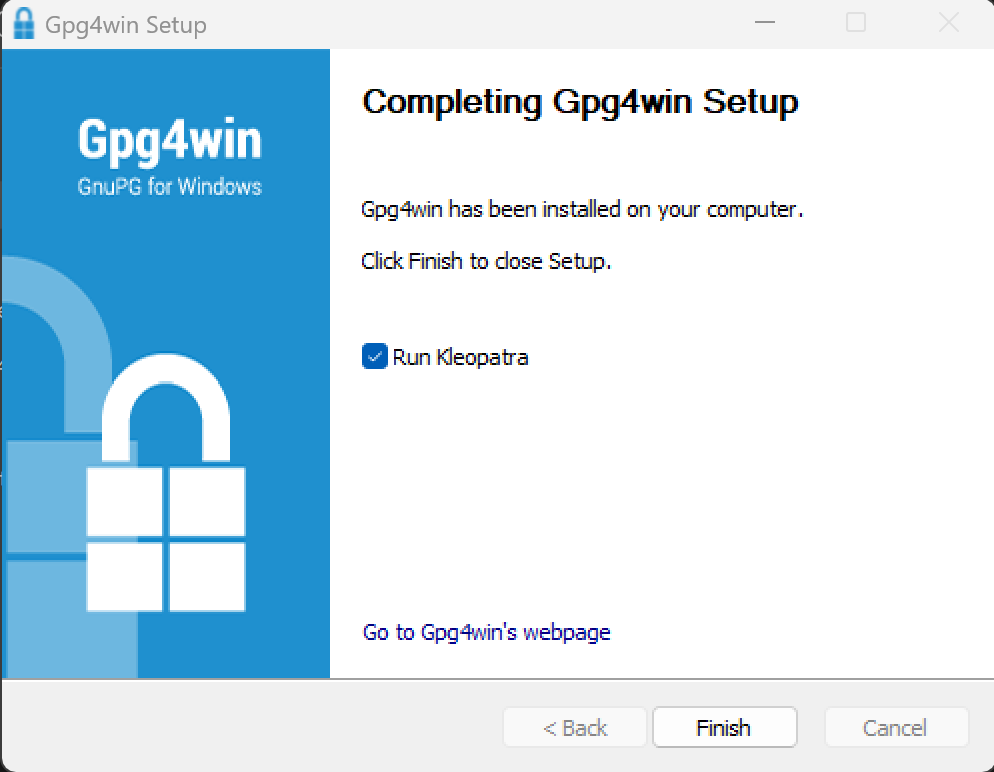 Gpg4win Setup
Gpg4win
GnuPG for Windows
Completing Gpg4win Setup
Gpg4win has been installed on your computer.
Click Finish to close Setup.
Run Kleopatra
Go to Gpg4win's webpage
< Back
Finish
Cancel